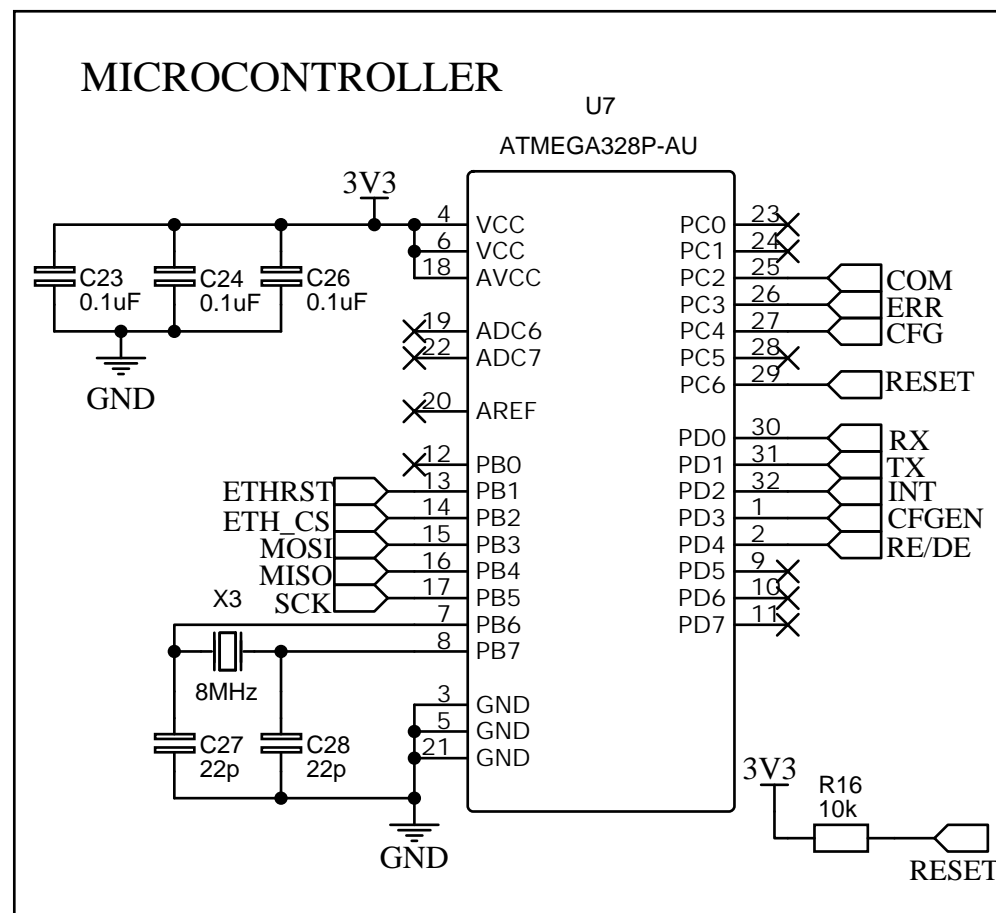 MICROCONTROLLER
U7
ATMEGA328P-AU
3V3
C23
0.1uF
C24
0.1uF
C26
0.1uF
GND
4 VCC
6 VCC
18 AVCC
19 ADC6
22 ADC7
20 AREF
12 PB0
ETHRST 13 PB1
ETH_CS 14 PB2
MOSI 15 PB3
MISO 16 PB4
SCK 17 PB5
7 PB6
8 PB7
3 GND
5 GND
21 GND
X3
8MHz
C27
22p
C28
22p
GND
PC0 23
PC1 24
PC2 25 COM
PC3 26 ERR
PC4 27 CFG
PC5 28
PC6 29 RESET
PD0 30 RX
PD1 31 TX
PD2 32 INT
PD3 1 CFGEN
PD4 2 RE/DE
PD5 9
PD6 10
PD7 11
3V3
R16
10k
RESET